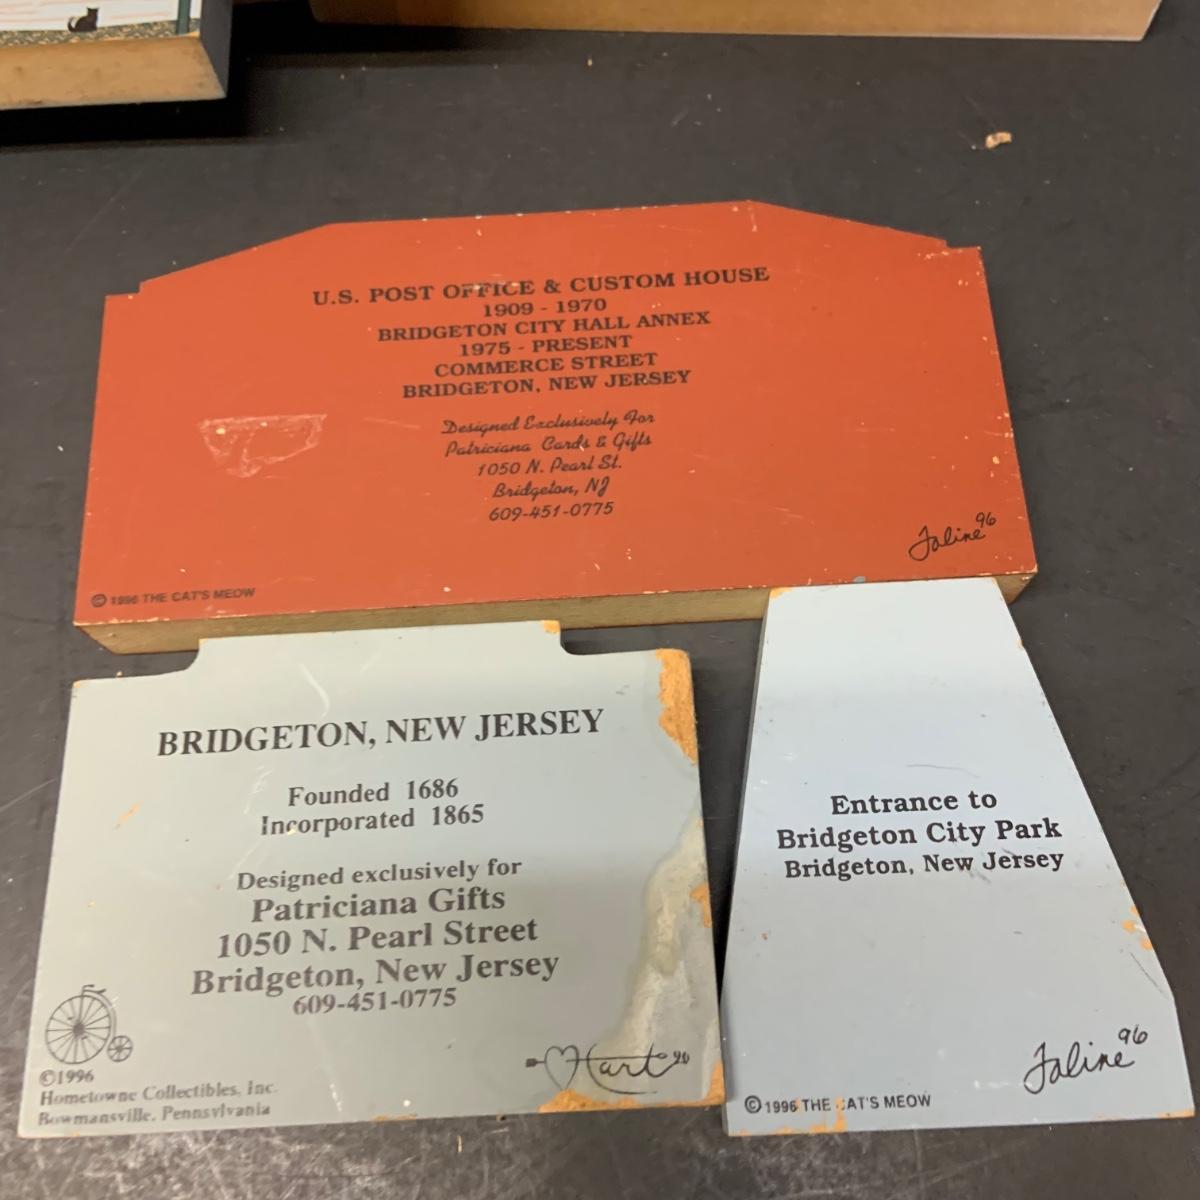 U.S. POST OFFICE & CUSTOM HOUSE
1909 - 1970
BRIDGETON CITY HALL ANNEX
1975 - PRESENT
COMMERCE STREET
BRIDGETON, NEW JERSEY
Designed Exclusively For
Patriciana Cards & Gifts
1050 N. Pearl St.
Bridgeton, NJ
609-451-0775
Faline 96
© 1996 THE CAT'S MEOW
BRIDGETON, NEW JERSEY
Founded 1686
Incorporated 1865
Designed exclusively for
Patriciana Gifts
1050 N. Pearl Street
Bridgeton, New Jersey
609-451-0775
Hart 96
©1996
Hometowne Collectibles, Inc.
Bowmansville, Pennsylvania
Entrance to
Bridgeton City Park
Bridgeton, New Jersey
Faline 96
© 1996 THE CAT'S MEOW